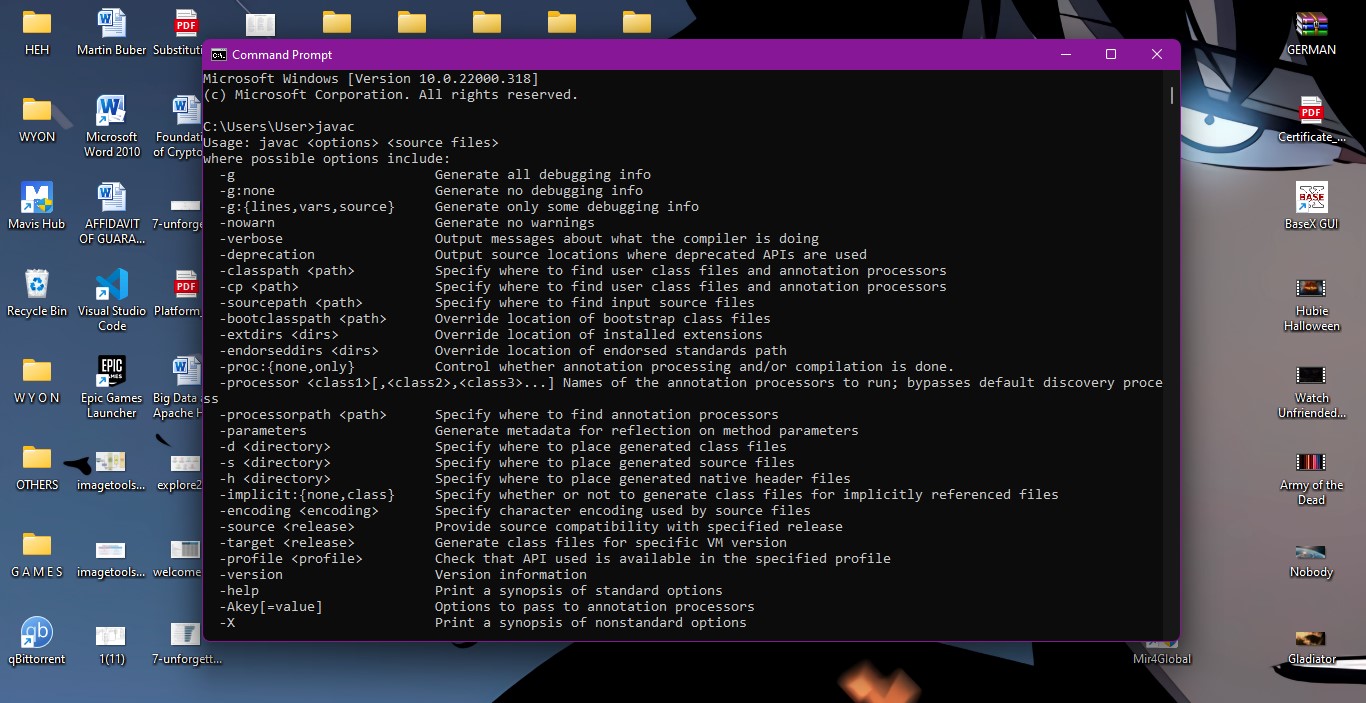 HEH
Martin Buber
Substituti
GERMAN
WYON
Microsoft
Word 2010
Foundati
of Crypto
Certificate_...
Mavis Hub
AFFIDAVIT
OF GUARA...
7-unforge
BaseX GUI
Recycle Bin
Visual Studio
Code
Platform_
Hubie
Halloween
W Y O N
Epic Games
Launcher
Big Data a
Apache H
Watch
Unfriended...
OTHERS
imagetools...
explore2
Army of the
Dead
G A M E S
imagetools...
welcome
Nobody
qBittorrent
1(11)
7-unforgett...
Mir4Global
Gladiator
PDF
PDF
PDF
BASE
EPIC
GAMES
qb
Command Prompt
Microsoft Windows [Version 10.0.22000.318]
(c) Microsoft Corporation. All rights reserved.
C:\Users\User>javac
Usage: javac <options> <source files>
where possible options include:
-g Generate all debugging info
-g:none Generate no debugging info
-g:{lines,vars,source} Generate only some debugging info
-nowarn Generate no warnings
-verbose Output messages about what the compiler is doing
-deprecation Output source locations where deprecated APIs are used
-classpath <path> Specify where to find user class files and annotation processors
-cp <path> Specify where to find user class files and annotation processors
-sourcepath <path> Specify where to find input source files
-bootclasspath <path> Override location of bootstrap class files
-extdirs <dirs> Override location of installed extensions
-endorseddirs <dirs> Override location of endorsed standards path
-proc:{none,only} Control whether annotation processing and/or compilation is done.
-processor <class1>[,<class2>,<class3>...] Names of the annotation processors to run; bypasses default discovery proce
ss
-processorpath <path> Specify where to find annotation processors
-parameters Generate metadata for reflection on method parameters
-d <directory> Specify where to place generated class files
-s <directory> Specify where to place generated source files
-h <directory> Specify where to place generated native header files
-implicit:{none,class} Specify whether or not to generate class files for implicitly referenced files
-encoding <encoding> Specify character encoding used by source files
-source <release> Provide source compatibility with specified release
-target <release> Generate class files for specific VM version
-profile <profile> Check that API used is available in the specified profile
-version Version information
-help Print a synopsis of standard options
-Akey[=value] Options to pass to annotation processors
-X Print a synopsis of nonstandard options